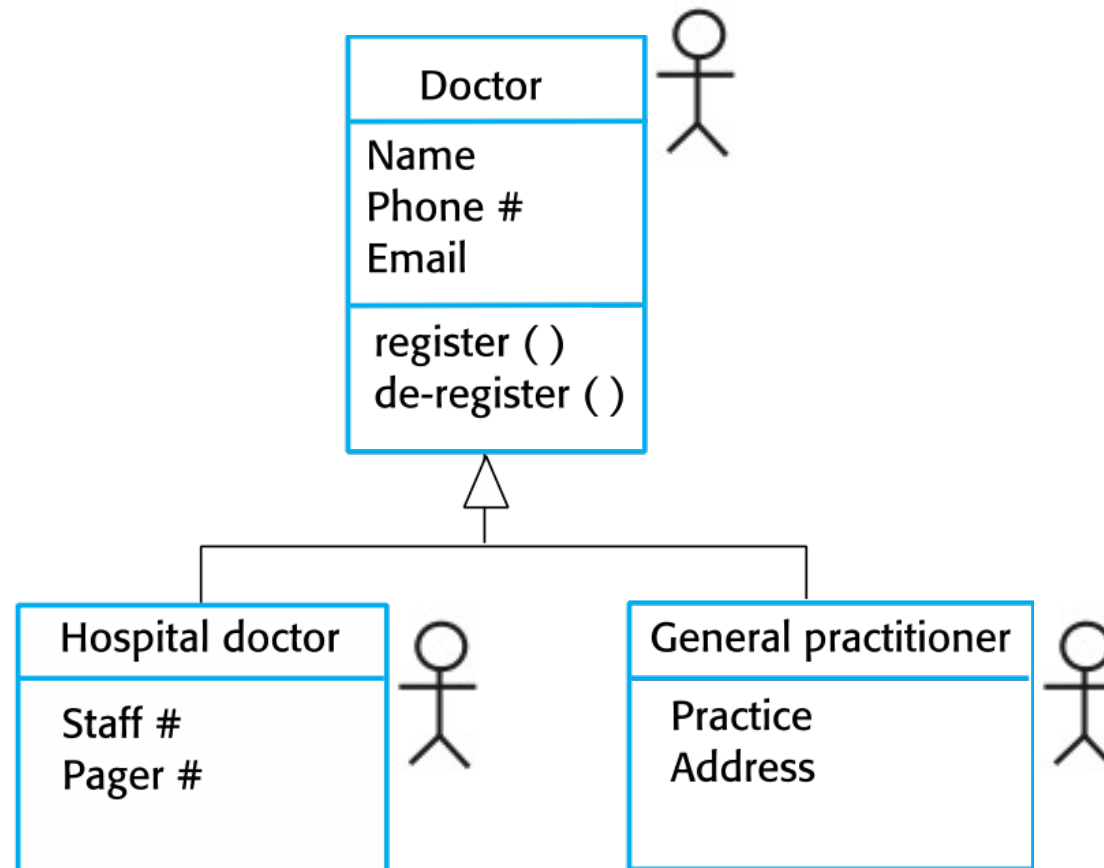 Doctor
Name
Phone #
Email
register ( )
de-register ( )
Hospital doctor
Staff #
Pager #
General practitioner
Practice
Address